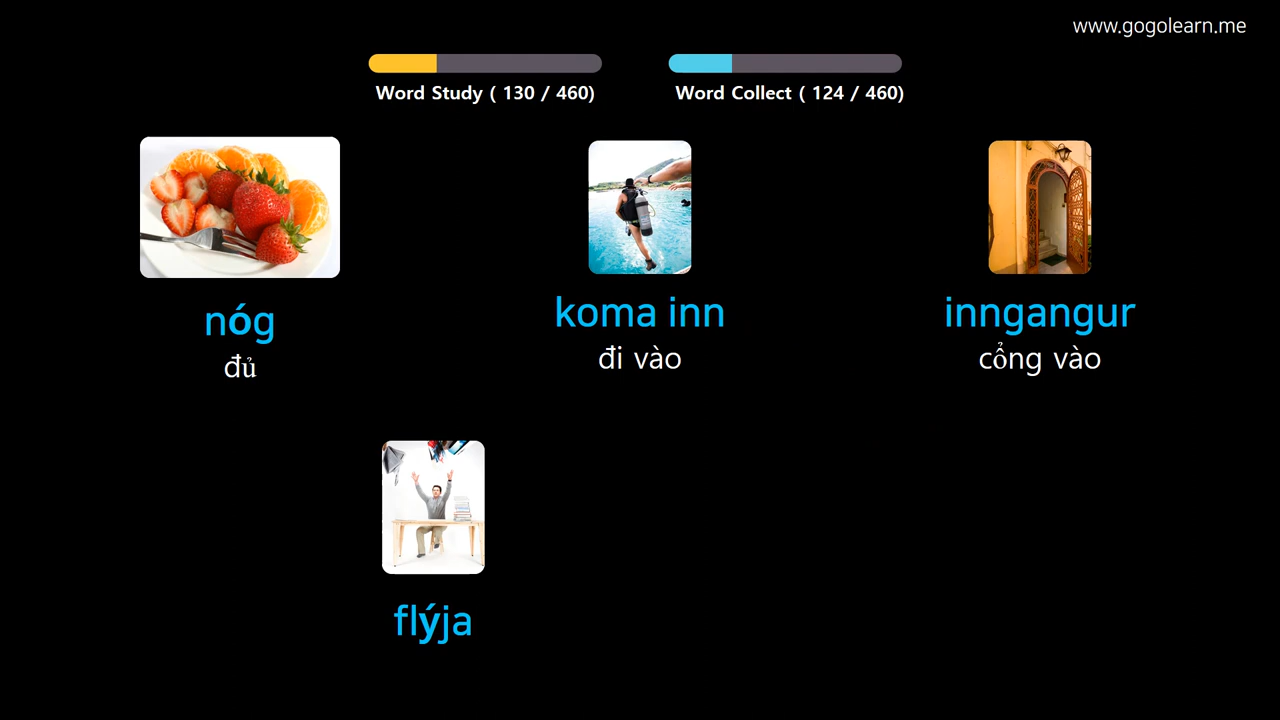 www.gogolearn.me
Word Study ( 130 / 460)
Word Collect ( 124 / 460)
nóg
đủ
koma inn
đi vào
inngangur
cổng vào
flýja